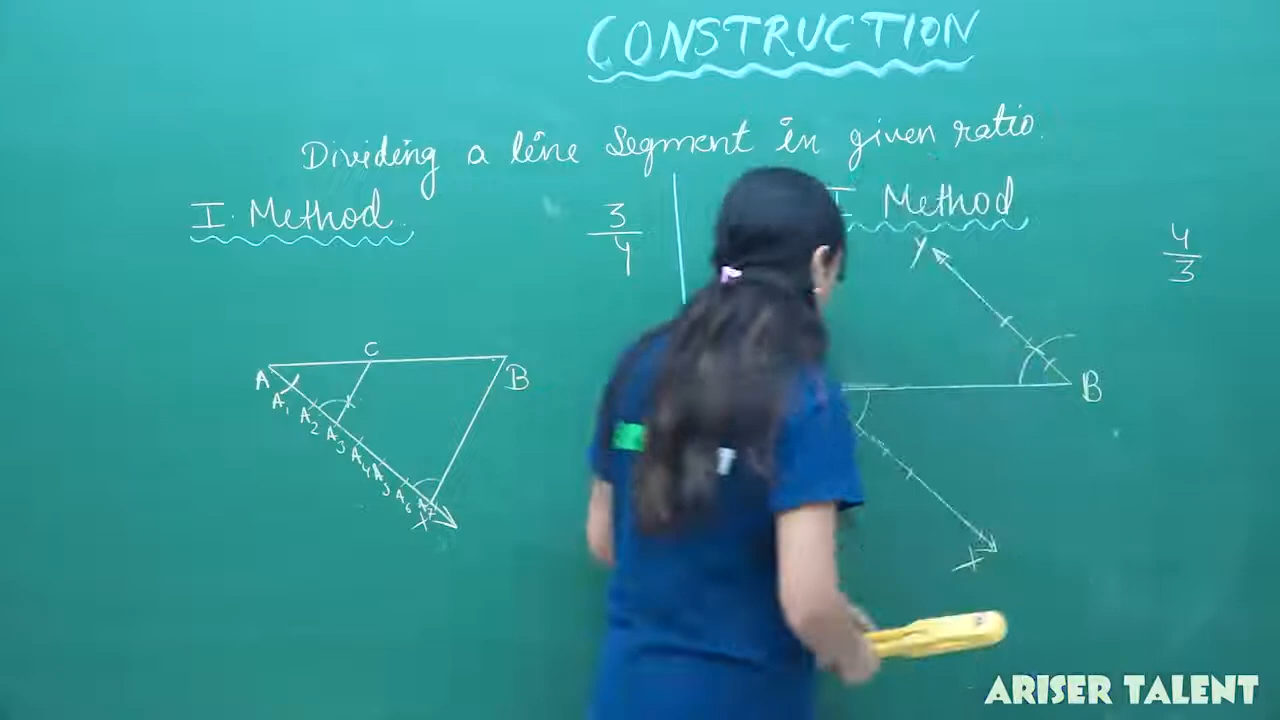 CONSTRUCTION
Dividing a line Segment in given ratio.
I. Method.
3
4
I Method
4
3
Y
C
A
B
A1
A2
A3
A4
A5
A6
A7
X
B
X
ARISER TALENT